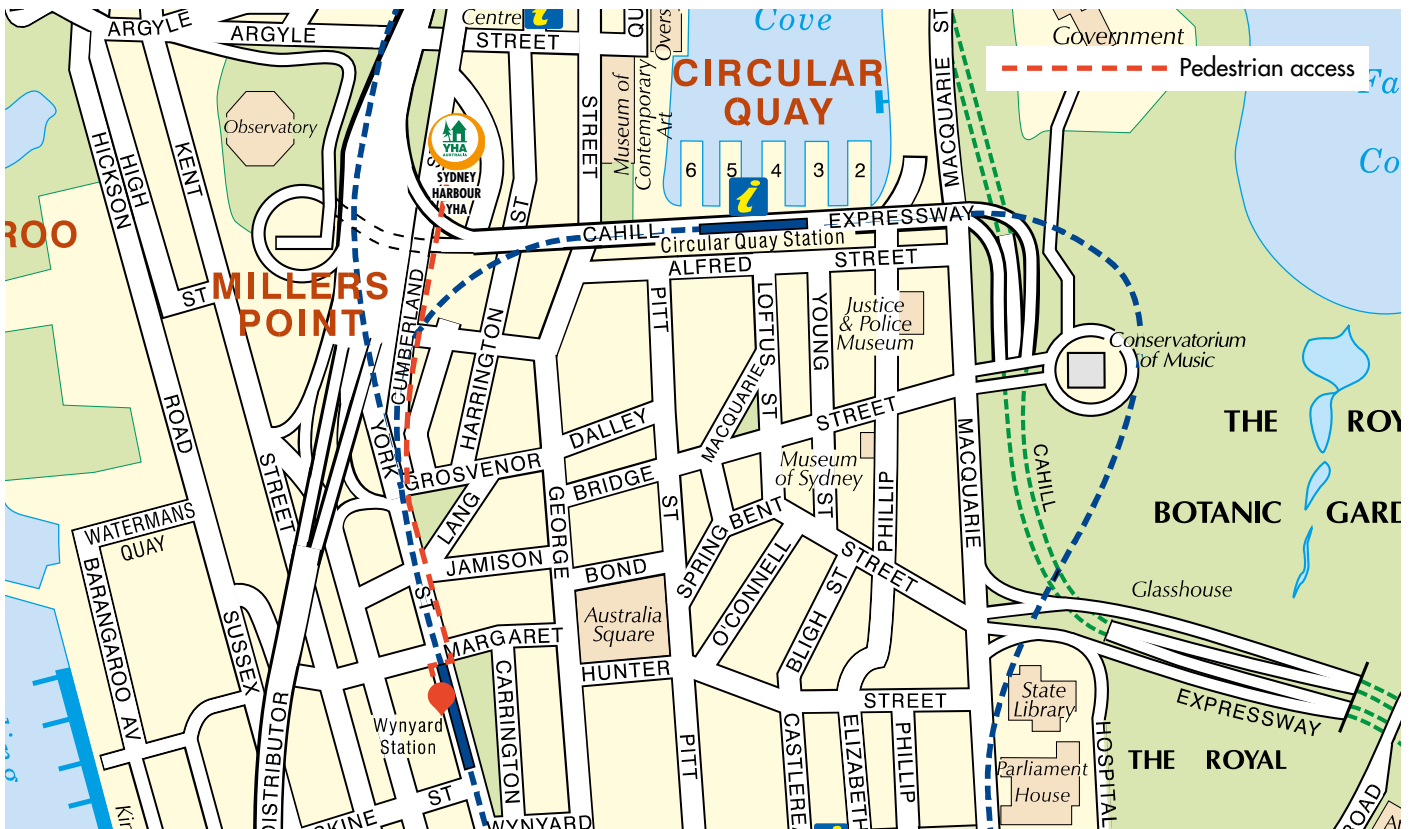 ARGYLE
ARGYLE
STREET
Centre
i
Cove
CIRCULAR
QUAY
Museum of
Contemporary
Art
Government
Pedestrian access
MACQUARIE ST
Observatory
YHA
AUSTRALIA
SYDNEY
HARBOUR
YHA
STREET
ST
6 5 4 3 2
i
HICKSON
HIGH
KENT
ST
MILLERS
POINT
CAHILL
EXPRESSWAY
Circular Quay Station
ALFRED STREET
CUMBERLAND
HARRINGTON
PITT
LOFTUS
ST
YOUNG
Justice
& Police
Museum
Conservatorium
of Music
ROAD
YORK
STREET
DALLEY
MACQUARIE
STREET
MACQUARIE
CAHILL
THE
BOTANIC
GROSVENOR
BRIDGE
Museum
of Sydney
ST
PHILLIP
LANG
GEORGE
ST
SPRING
BENT
STREET
WATERMANS
QUAY
JAMISON
BOND
O'CONNELL
BLIGH ST
Glasshouse
BARANGAROO AV
SUSSEX
ST
Australia
Square
MARGARET
HUNTER
STREET
CARRINGTON
Wynyard
Station
State
Library
EXPRESSWAY
DISTRIBUTOR
PITT
ELIZABETH
PHILLIP
HOSPITAL
Parliament
House
THE ROYAL
ST
WYNYARD
ROAD